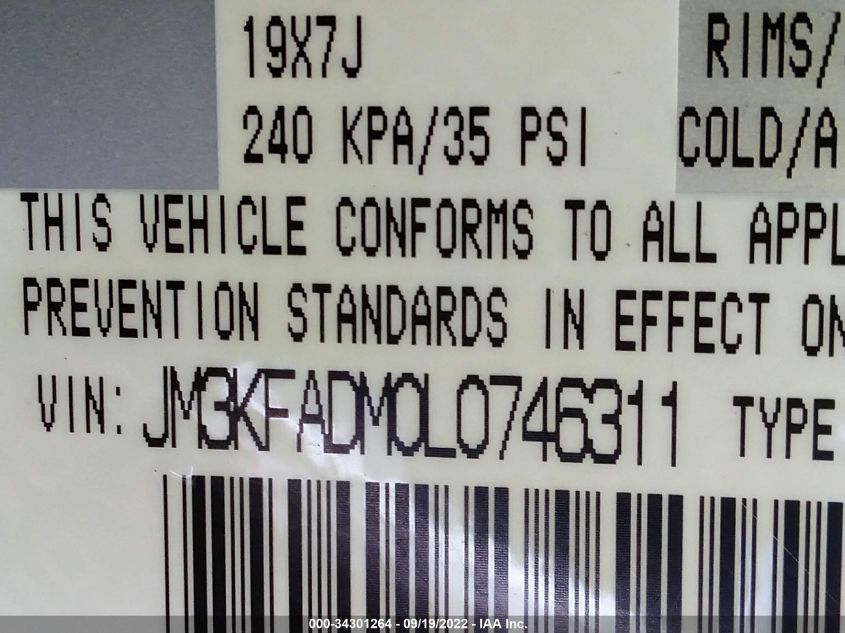 19X7J RIMS/
240 KPA/35 PSI COLD/A
THIS VEHICLE CONFORMS TO ALL APPL
PREVENTION STANDARDS IN EFFECT ON
VIN: JM3KFADM0L0746311 TYPE
000-34301264 - 09/19/2022 - IAA Inc.